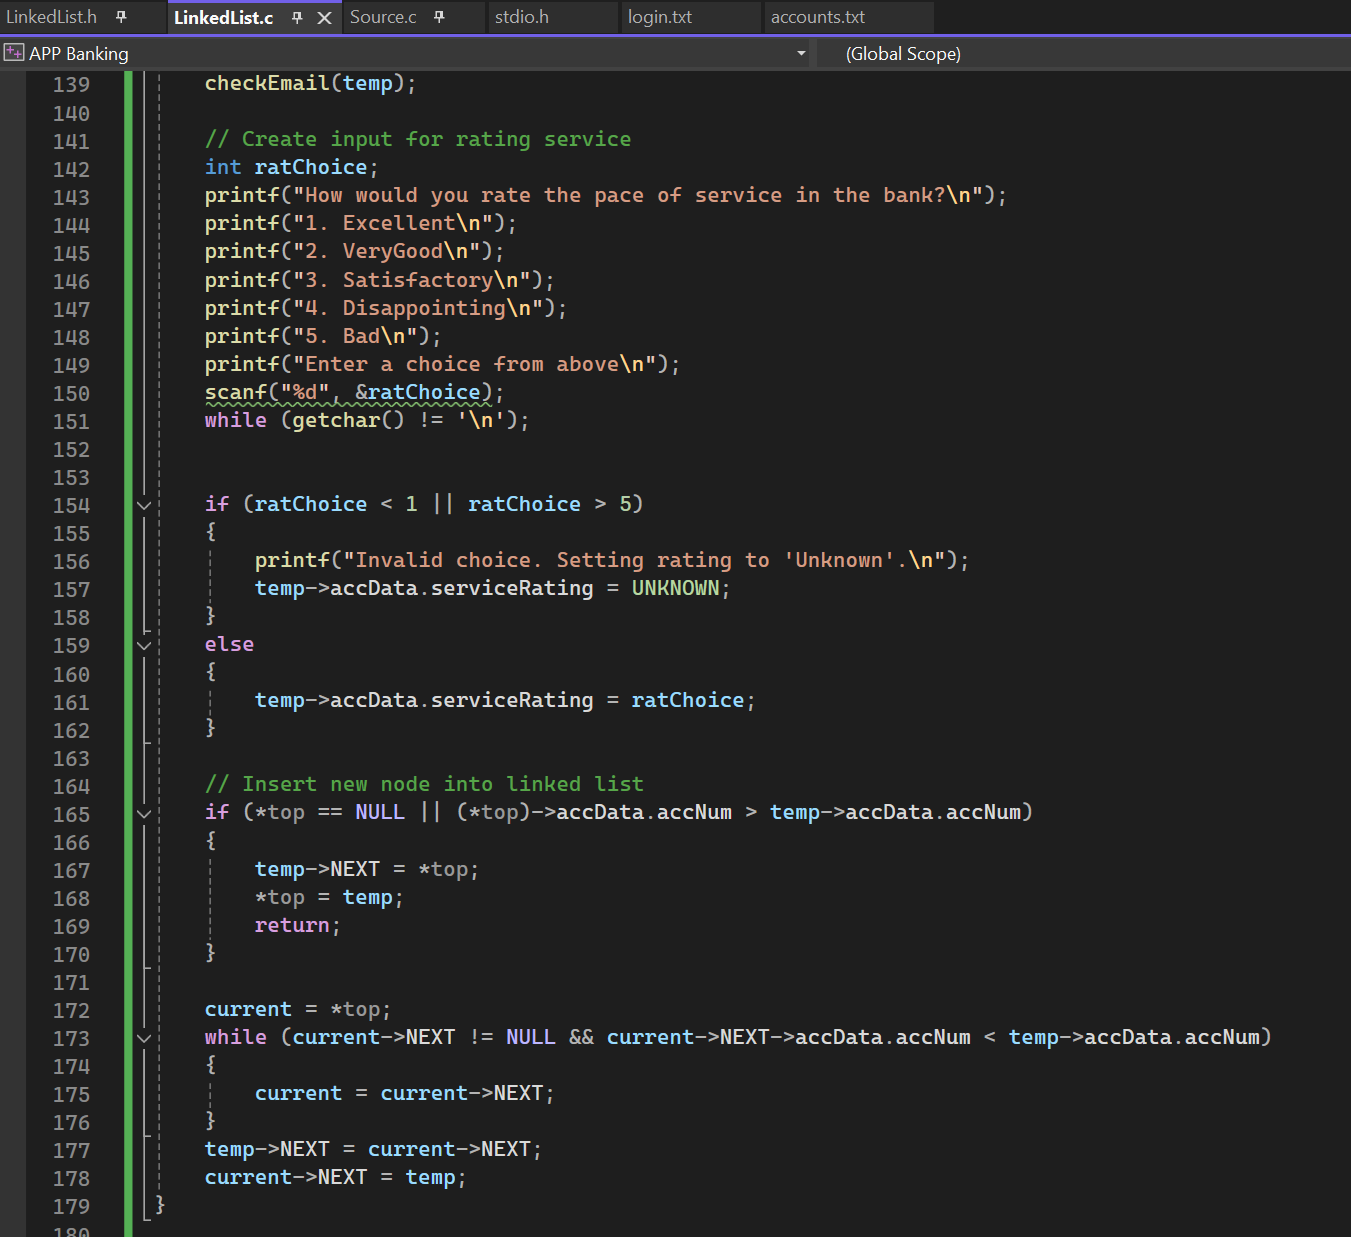 LinkedList.h LinkedList.c Source.c stdio.h login.txt accounts.txt
APP Banking (Global Scope)
139 checkEmail(temp);
140
141 // Create input for rating service
142 int ratChoice;
143 printf("How would you rate the pace of service in the bank?\n");
144 printf("1. Excellent\n");
145 printf("2. VeryGood\n");
146 printf("3. Satisfactory\n");
147 printf("4. Disappointing\n");
148 printf("5. Bad\n");
149 printf("Enter a choice from above\n");
150 scanf("%d", &ratChoice);
151 while (getchar() != '\n');
152
153
154 if (ratChoice < 1 || ratChoice > 5)
155 {
156 printf("Invalid choice. Setting rating to 'Unknown'.\n");
157 temp->accData.serviceRating = UNKNOWN;
158 }
159 else
160 {
161 temp->accData.serviceRating = ratChoice;
162 }
163
164 // Insert new node into linked list
165 if (*top == NULL || (*top)->accData.accNum > temp->accData.accNum)
166 {
167 temp->NEXT = *top;
168 *top = temp;
169 return;
170 }
171
172 current = *top;
173 while (current->NEXT != NULL && current->NEXT->accData.accNum < temp->accData.accNum)
174 {
175 current = current->NEXT;
176 }
177 temp->NEXT = current->NEXT;
178 current->NEXT = temp;
179 }
180